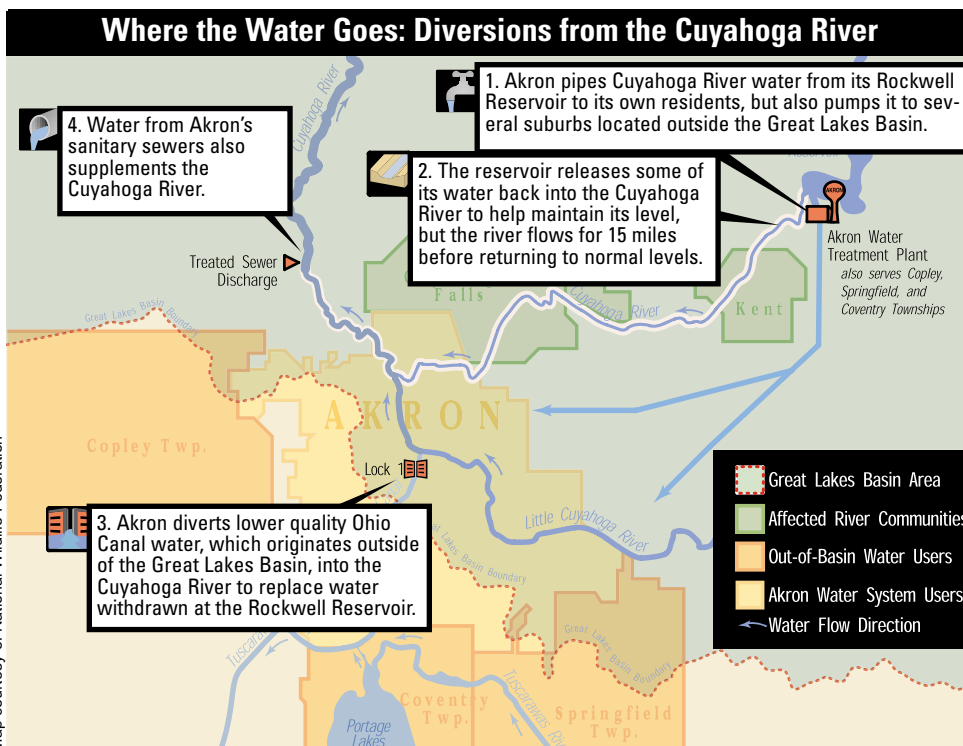 Where the Water Goes: Diversions from the Cuyahoga River
1. Akron pipes Cuyahoga River water from its Rockwell
Reservoir to its own residents, but also pumps it to sev-
eral suburbs located outside the Great Lakes Basin.
4. Water from Akron's
sanitary sewers also
supplements the
Cuyahoga River.
Cuyahoga River
2. The reservoir releases some of
its water back into the Cuyahoga
River to help maintain its level,
but the river flows for 15 miles
before returning to normal levels.
AKRON
Akron Water
Treatment Plant
also serves Copley,
Springfield, and
Coventry Townships
Treated Sewer
Discharge
Falls
Cuyahoga River
Kent
Great Lakes Basin Boundary
AKRON
Copley Twp.
Lock 1
3. Akron diverts lower quality Ohio
Canal water, which originates outside
of the Great Lakes Basin, into the
Cuyahoga River to replace water
withdrawn at the Rockwell Reservoir.
Little Cuyahoga River
Lakes Basin Boundary
Great Lakes Basin Boundary
Great Lakes Basin Area
Affected River Communities
Out-of-Basin Water Users
Akron Water System Users
Water Flow Direction
Tuscarawas River
Coventry
Twp.
Springfield
Twp.
Portage
Lakes